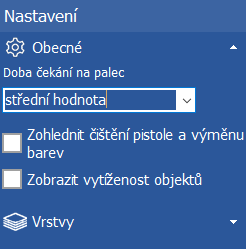 Nastavení
Obecné
Doba čekání na palec
střední hodnota
Zohlednit čištění pistole a výměnu
barev
Zobrazit vytíženost objektů
Vrstvy